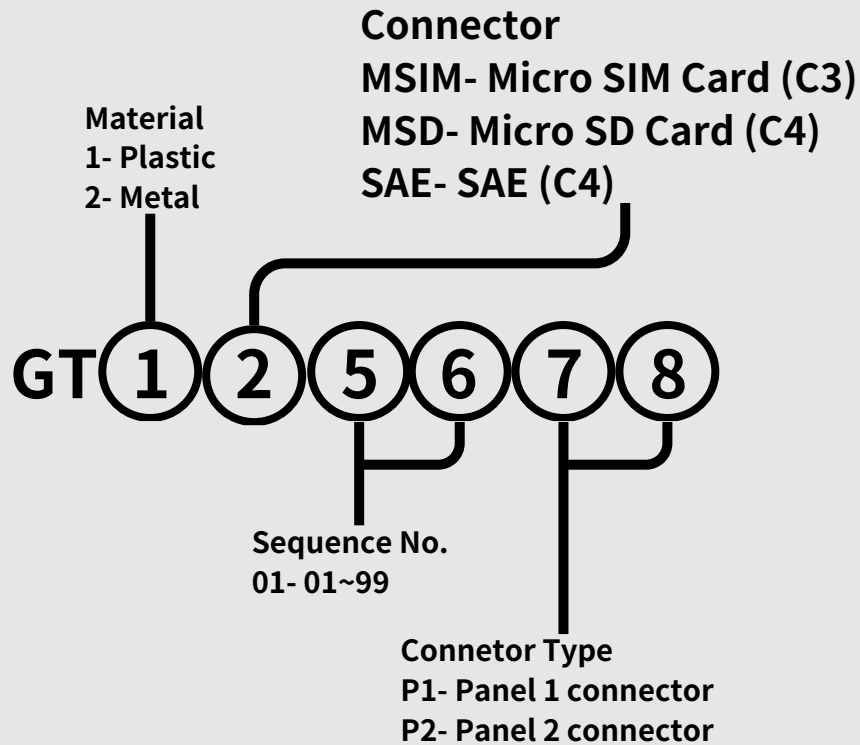 Connector
MSIM- Micro SIM Card (C3)
MSD- Micro SD Card (C4)
SAE- SAE (C4)
Material
1- Plastic
2- Metal
GT 1 2 5 6 7 8
Sequence No.
01- 01~99
Connetor Type
P1- Panel 1 connector
P2- Panel 2 connector